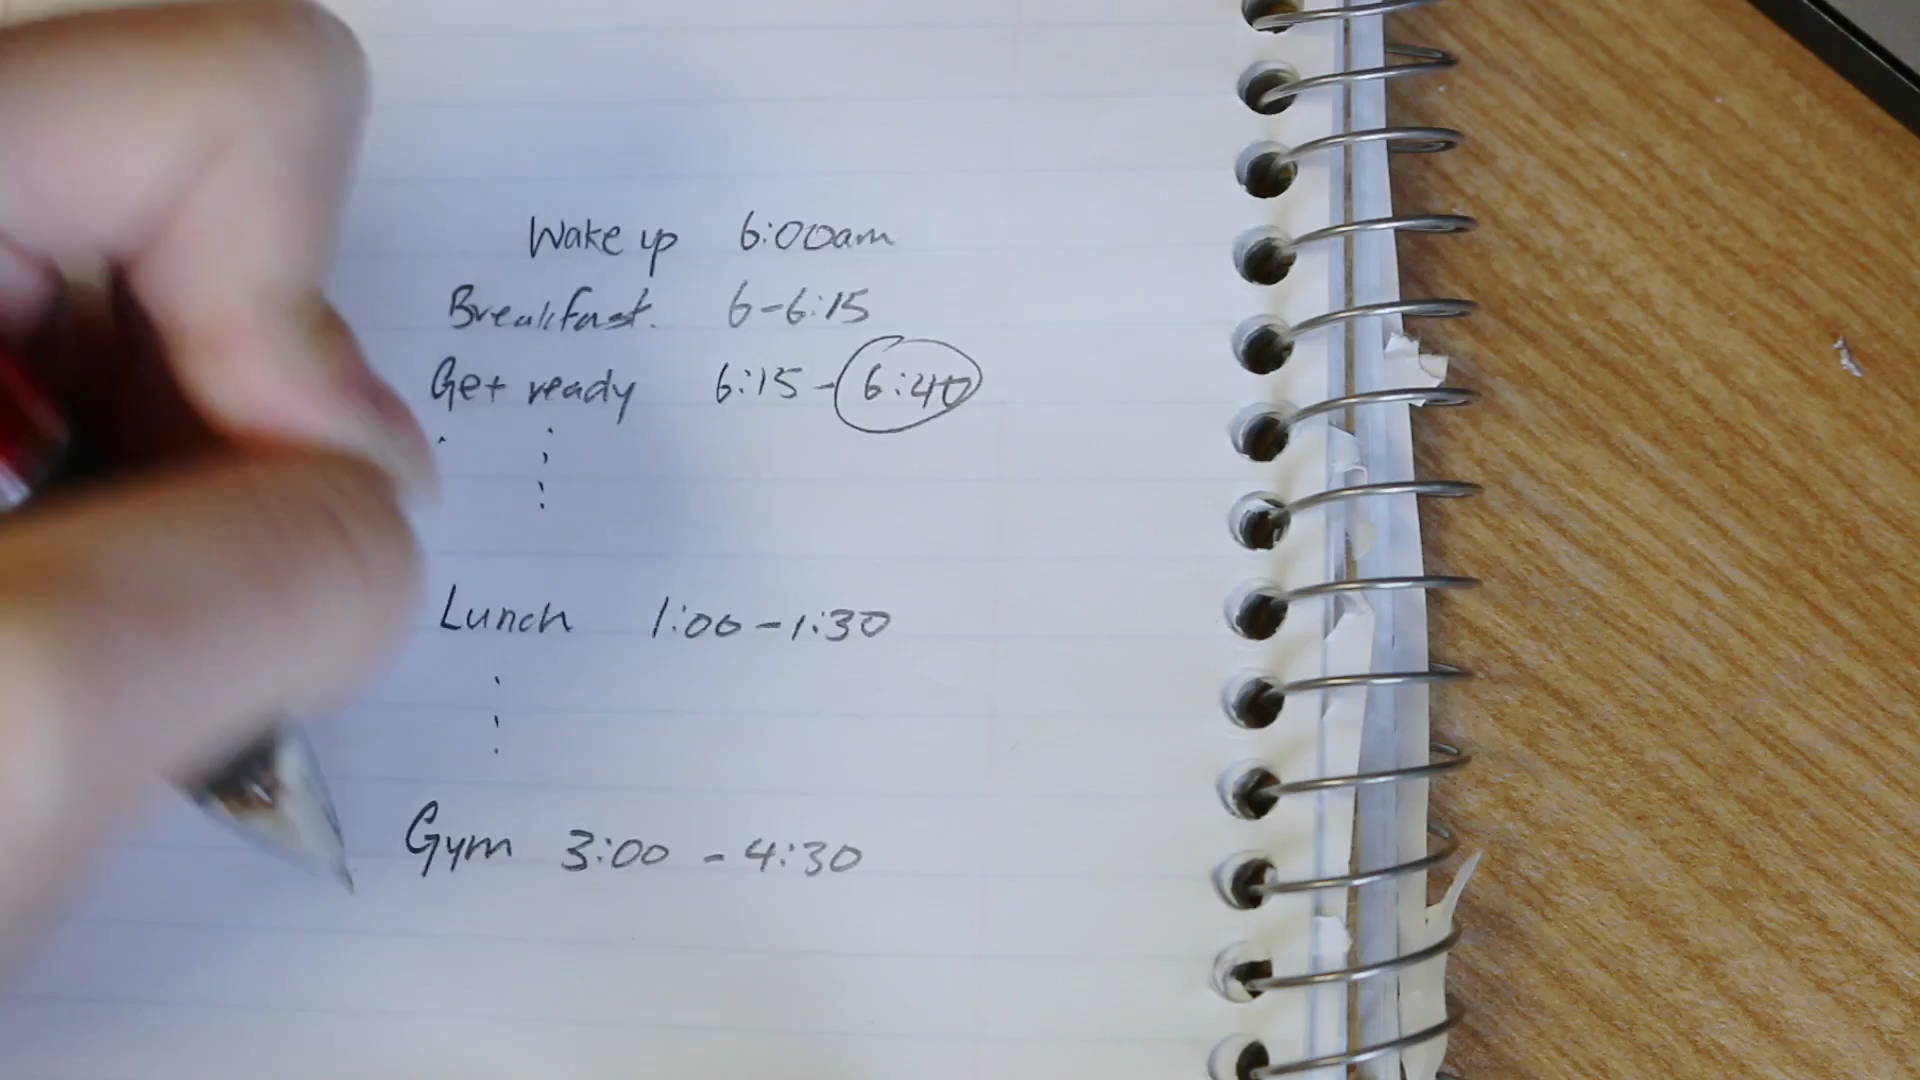 Wake up 6:00am
Breakfast. 6-6:15
Get ready 6:15-6:40
Lunch 1:00-1:30
Gym 3:00-4:30